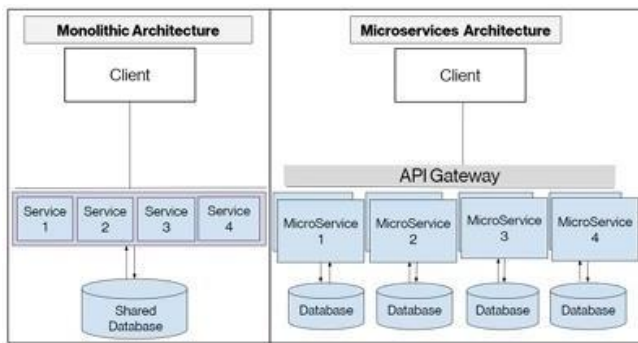 Monolithic Architecture
Client
Service
1
Service
2
Service
3
Service
4
Shared
Database
Microservices Architecture
Client
API Gateway
MicroService
1
MicroService
2
MicroService
3
MicroService
4
Database
Database
Database
Database